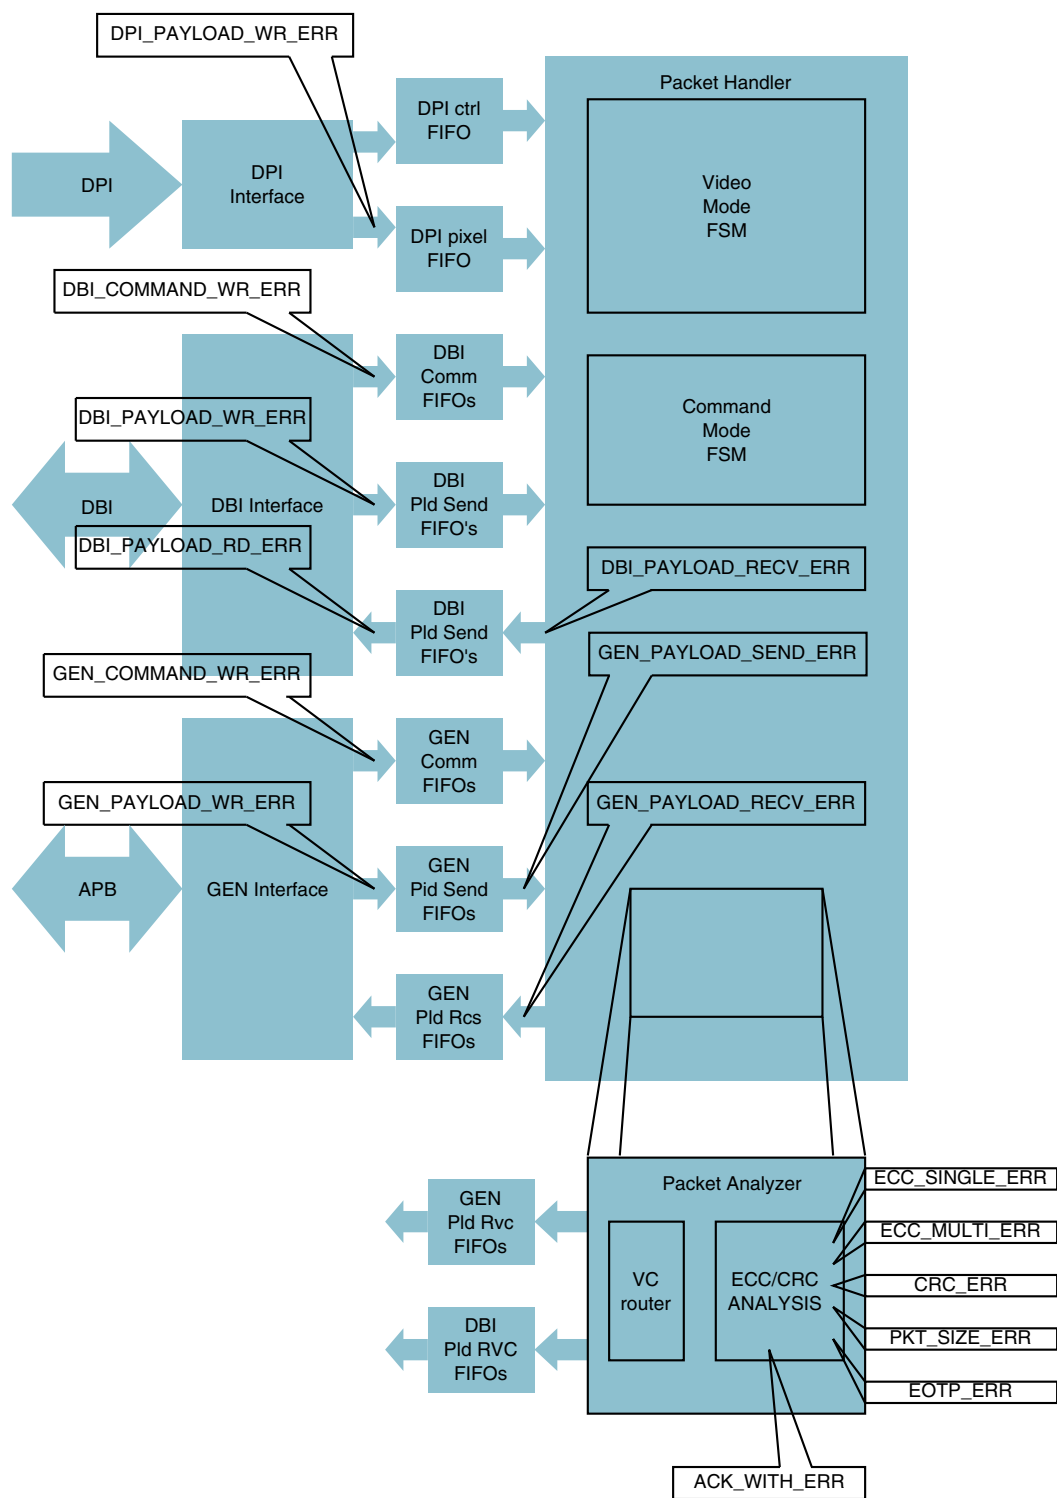 DPI_PAYLOAD_WR_ERR
Packet Handler
DPI ctrl
FIFO
DPI
DPI
Interface
Video
Mode
FSM
DPI pixel
FIFO
DBI_COMMAND_WR_ERR
DBI
Comm
FIFOs
DBI_PAYLOAD_WR_ERR
Command
Mode
FSM
DBI
DBI Interface
DBI
Pld Send
FIFO's
DBI_PAYLOAD_RD_ERR
DBI_PAYLOAD_RECV_ERR
DBI
Pld Send
FIFO's
GEN_COMMAND_WR_ERR
GEN_PAYLOAD_SEND_ERR
GEN
Comm
FIFOs
GEN_PAYLOAD_WR_ERR
GEN_PAYLOAD_RECV_ERR
APB
GEN Interface
GEN
Pid Send
FIFOs
GEN
Pld Rcs
FIFOs
Packet Analyzer
ECC_SINGLE_ERR
GEN
Pld Rvc
FIFOs
ECC_MULTI_ERR
VC
router
ECC/CRC
ANALYSIS
CRC_ERR
PKT_SIZE_ERR
DBI
Pld RVC
FIFOs
EOTP_ERR
ACK_WITH_ERR